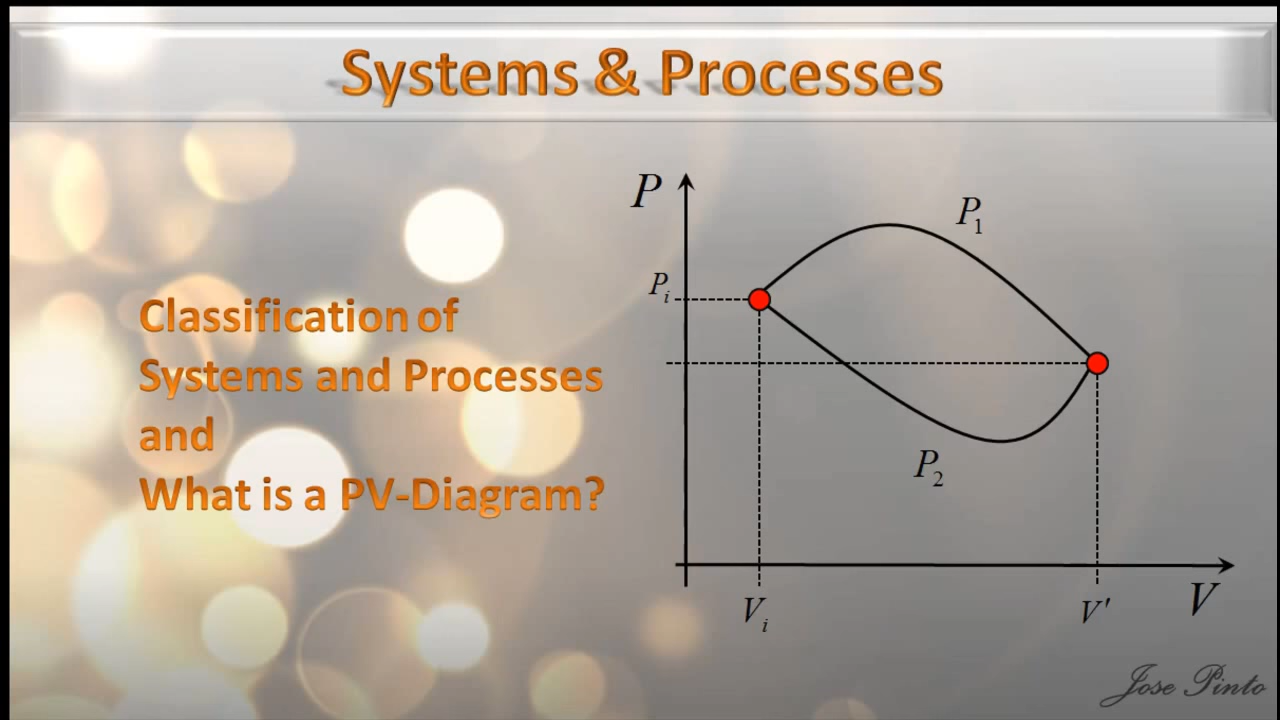 Systems & Processes
Classification of
Systems and Processes
and
What is a PV-Diagram?
P
P₁
Pᵢ
P₂
Vᵢ
V'
V
Jose Pinto